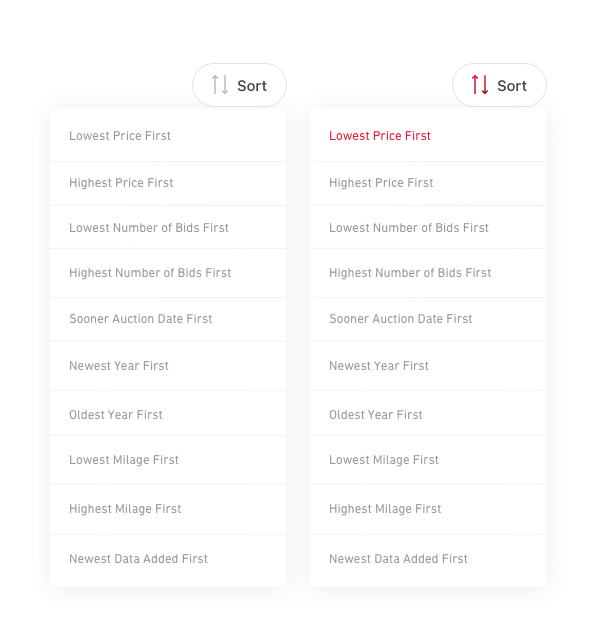 Sort
Lowest Price First
Highest Price First
Lowest Number of Bids First
Highest Number of Bids First
Sooner Auction Date First
Newest Year First
Oldest Year First
Lowest Milage First
Highest Milage First
Newest Data Added First
Sort
Lowest Price First
Highest Price First
Lowest Number of Bids First
Highest Number of Bids First
Sooner Auction Date First
Newest Year First
Oldest Year First
Lowest Milage First
Highest Milage First
Newest Data Added First